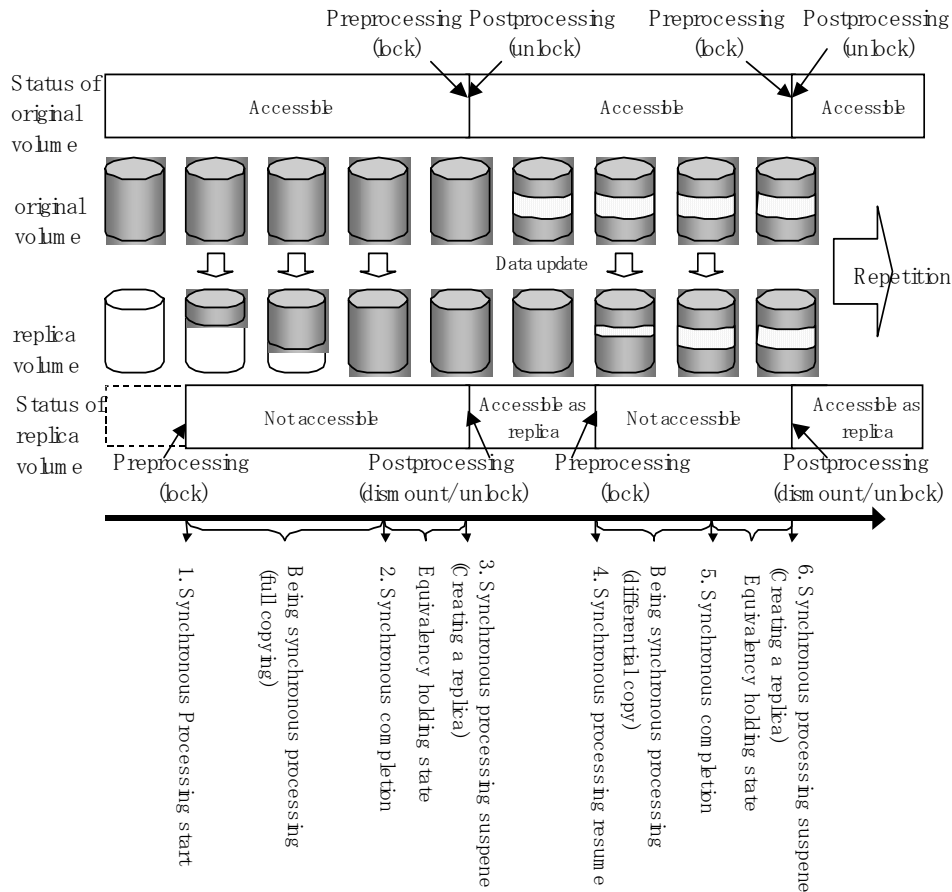 Preprocessing
(lock)
Postprocessing
(unlock)
Preprocessing
(lock)
Postprocessing
(unlock)
Status of
original
volume
Accessible
Accessible
Accessible
original
volume
Data update
Repetition
replica
volume
Status of
replica
volume
Not accessible
Accessible as
replica
Not accessible
Accessible as
replica
Preprocessing
(lock)
Postprocessing
(dismount/unlock)
Preprocessing
(lock)
Postprocessing
(dismount/unlock)
1. Synchronous Processing start
Being synchronous processing
(full copying)
2. Synchronous completion
Equivalency holding state
3. Synchronous processing suspene
(Creating a replica)
4. Synchronous processing resume
Being synchronous processing
(differential copy)
5. Synchronous completion
Equivalency holding state
6. Synchronous processing suspene
(Creating a replica)